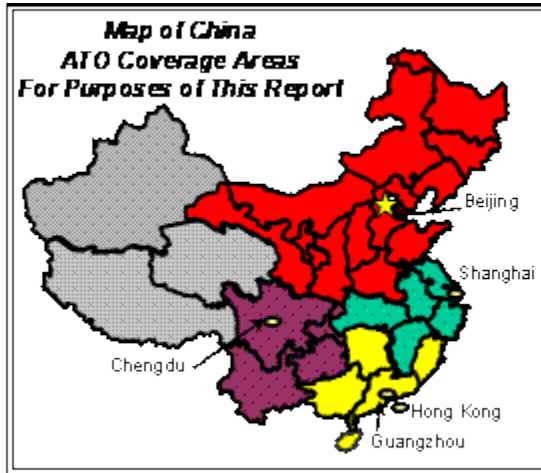 Map of China
ATO Coverage Areas
For Purposes of This Report
Beijing
Shanghai
Chengdu
Hong Kong
Guangzhou